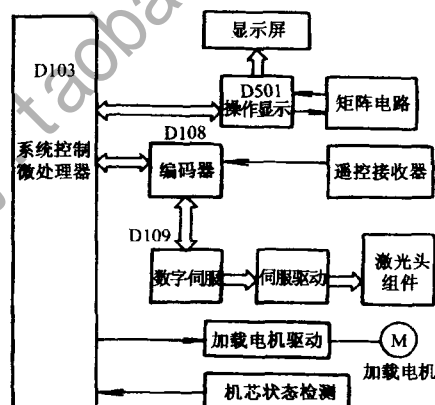 显示屏
D103
D501
操作显示
矩阵电路
D108
系统控制
微处理器
编码器
遥控接收器
D109
数字伺服
伺服驱动
激光头
组件
加载电机驱动
M
加载电机
机芯状态检测
taobao